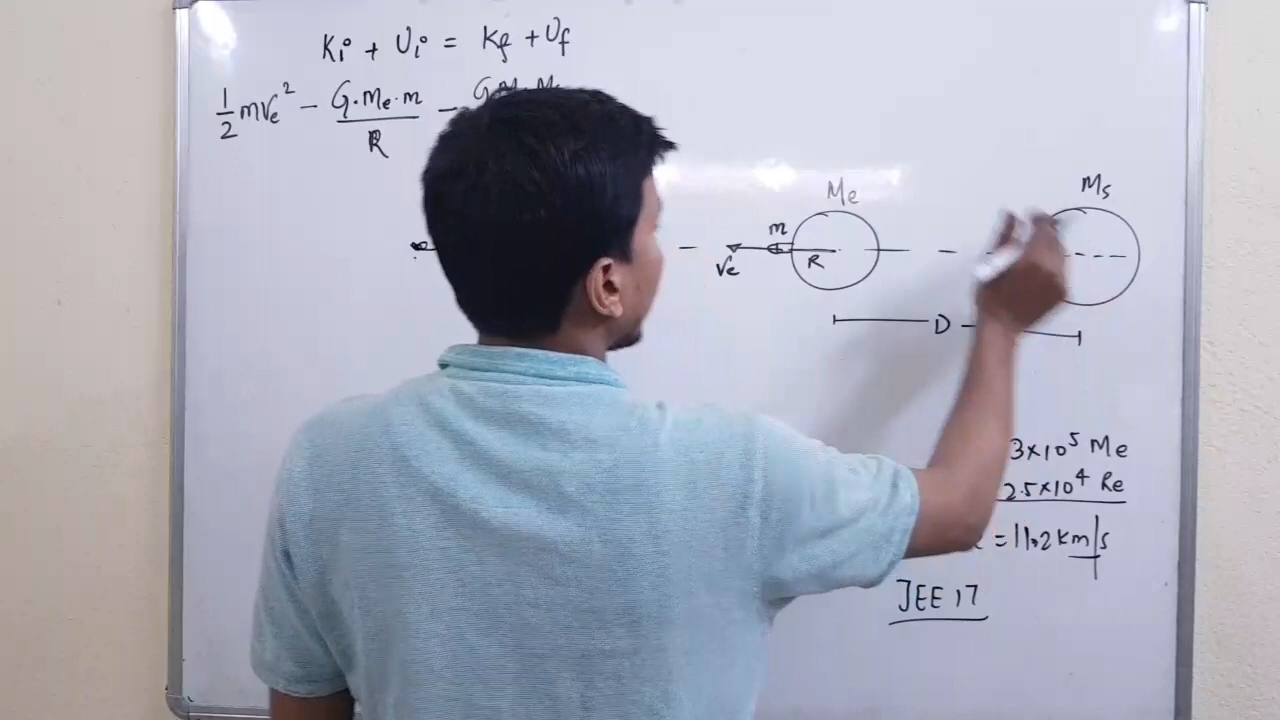 Ki + Ui = Kf + Uf
1/2 mve² – G·Me·m/R –
Me
Ms
m
ve
R
D
3×10⁵ Me
2.5×10⁴ Re
= 11.2 km/s
JEE 17